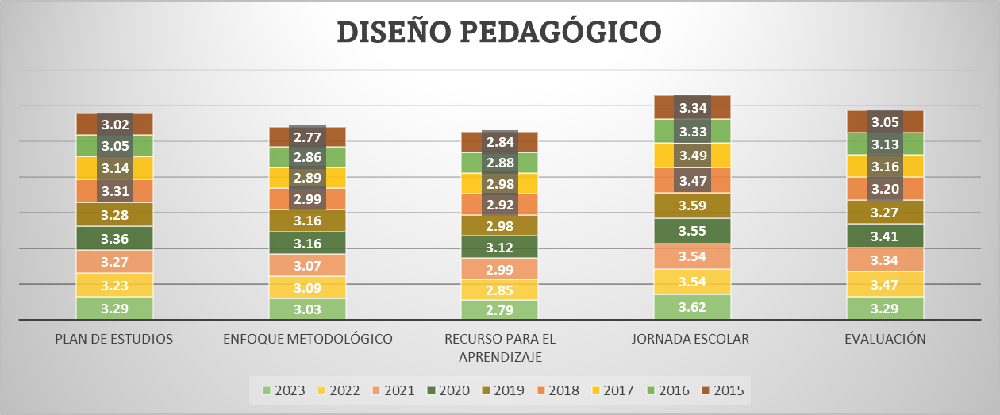 DISEÑO PEDAGÓGICO
3.02 2.77 2.84 3.34 3.05
3.05 2.86 2.88 3.33 3.13
3.14 2.89 2.98 3.49 3.16
3.31 2.99 2.92 3.47 3.20
3.28 3.16 2.98 3.59 3.27
3.36 3.16 3.12 3.55 3.41
3.27 3.07 2.99 3.54 3.34
3.23 3.09 2.85 3.54 3.47
3.29 3.03 2.79 3.62 3.29
PLAN DE ESTUDIOS ENFOQUE METODOLÓGICO RECURSO PARA EL JORNADA ESCOLAR EVALUACIÓN
APRENDIZAJE
2023 2022 2021 2020 2019 2018 2017 2016 2015